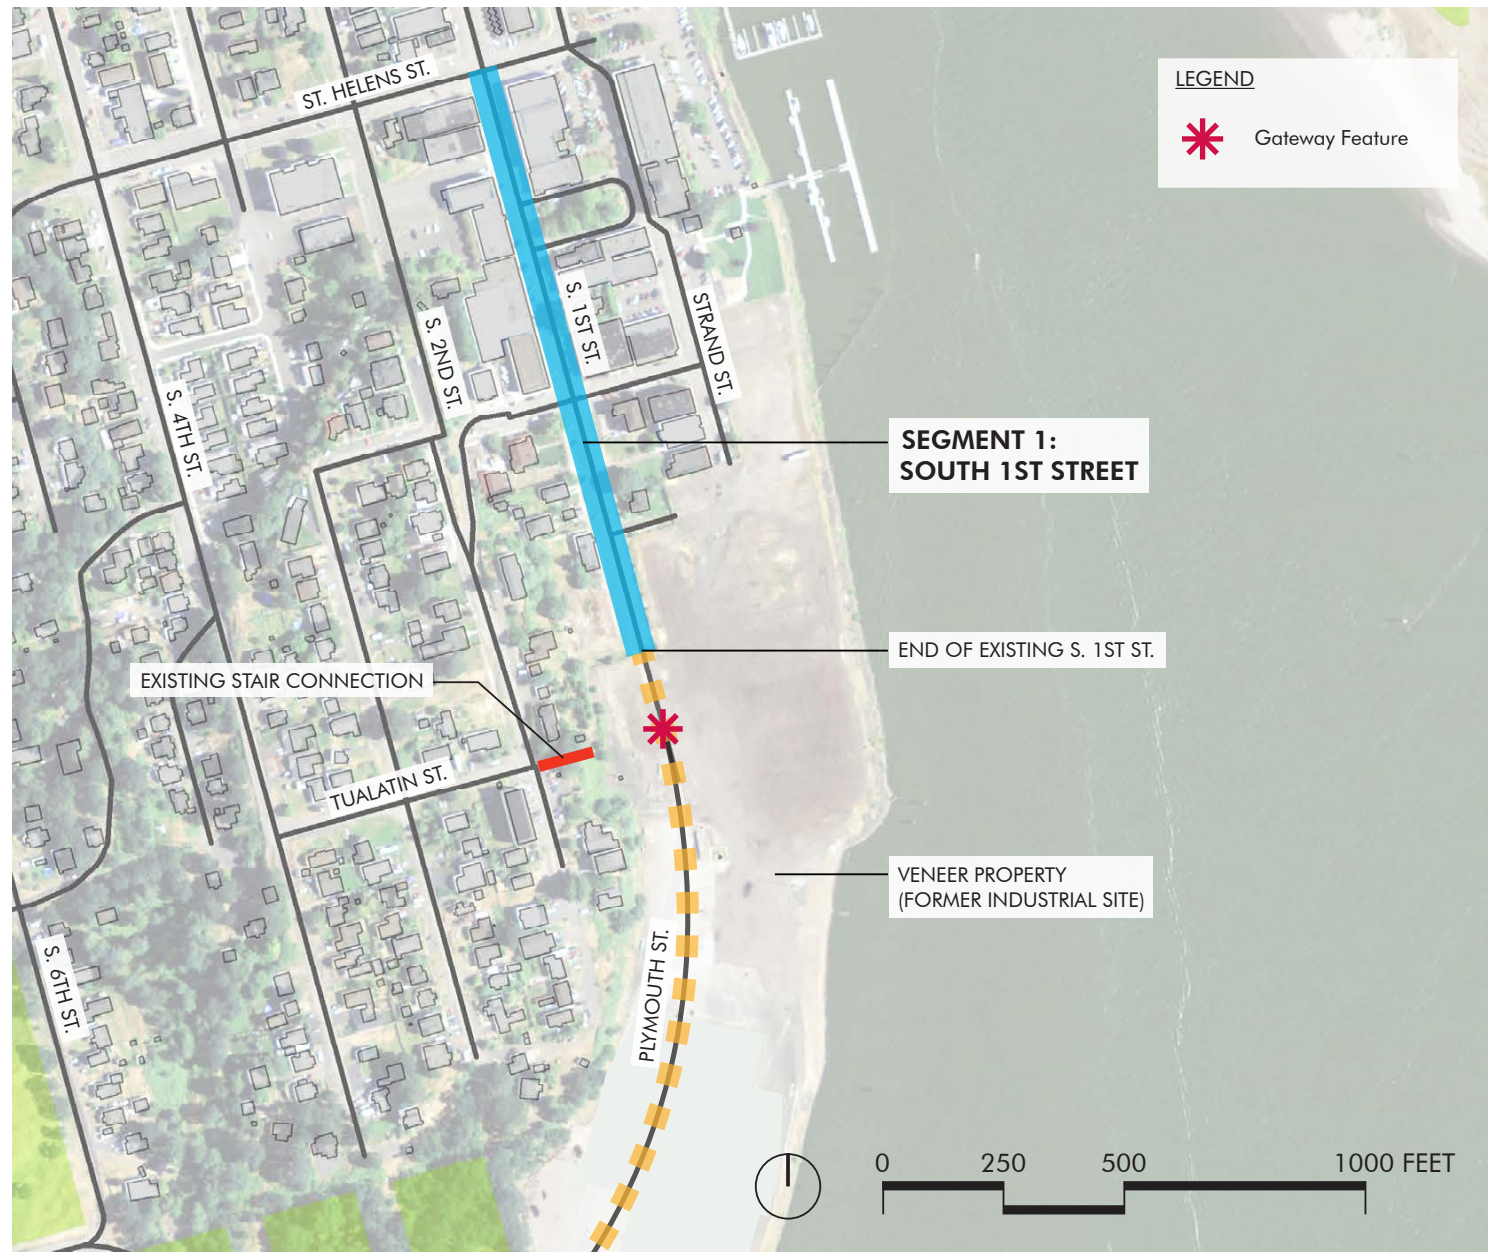 ST. HELENS ST.
LEGEND
Gateway Feature
S. 1ST ST.
STRAND ST.
S. 2ND ST.
S. 4TH ST.
SEGMENT 1:
SOUTH 1ST STREET
END OF EXISTING S. 1ST ST.
EXISTING STAIR CONNECTION
TUALATIN ST.
VENEER PROPERTY
(FORMER INDUSTRIAL SITE)
PLYMOUTH ST.
S. 6TH ST.
0 250 500 1000 FEET